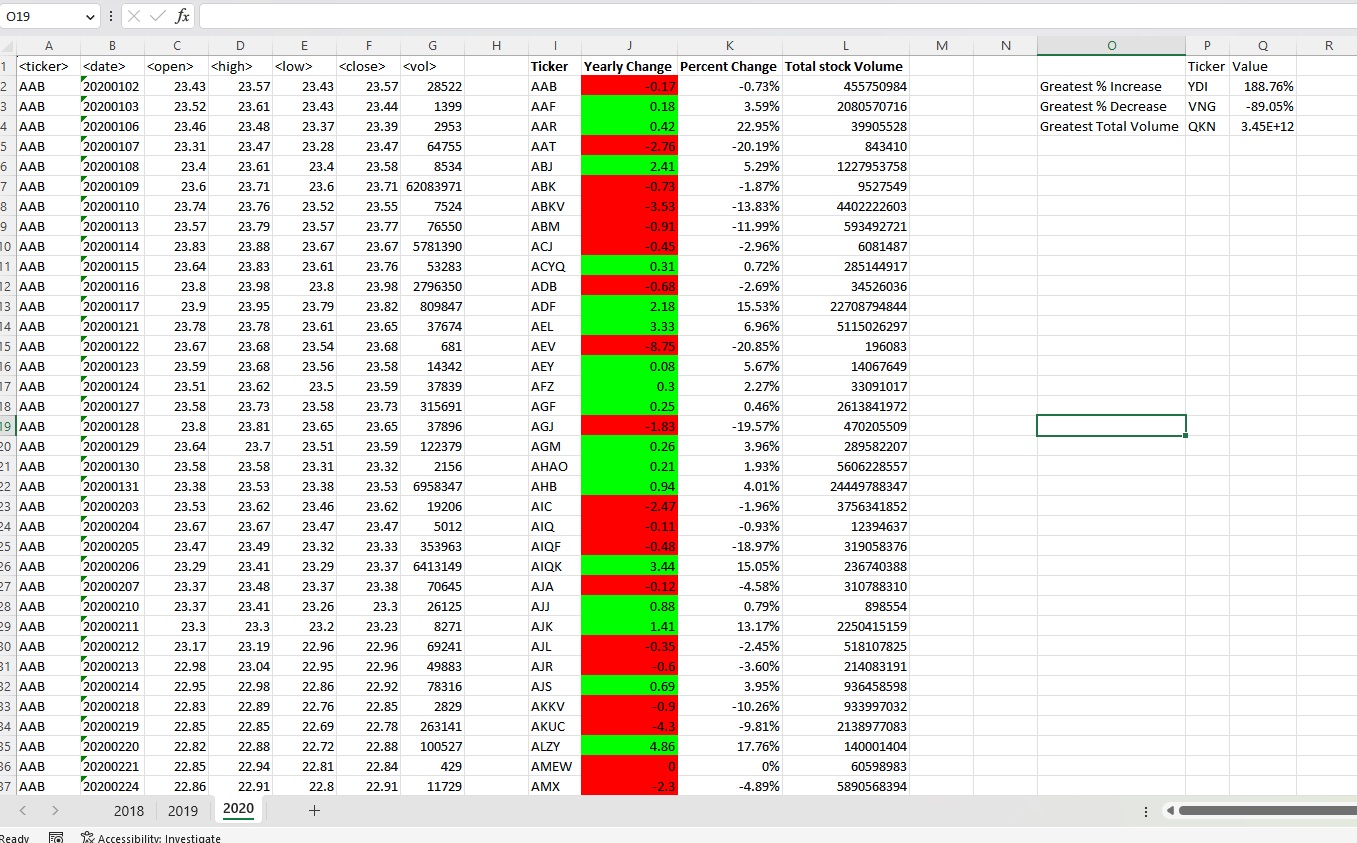 O19 fx
A B C D E F G H I J K L M N O P Q R
1 <ticker> <date> <open> <high> <low> <close> <vol> Ticker Yearly Change Percent Change Total stock Volume Ticker Value
2 AAB 20200102 23.43 23.57 23.43 23.57 28522 AAB -0.17 -0.73% 455750984 Greatest % Increase YDI 188.76%
3 AAB 20200103 23.52 23.61 23.43 23.44 1399 AAF 0.18 3.59% 2080570716 Greatest % Decrease VNG -89.05%
4 AAB 20200106 23.46 23.48 23.37 23.39 2953 AAR 0.42 22.95% 39905528 Greatest Total Volume QKN 3.45E+12
5 AAB 20200107 23.31 23.47 23.28 23.47 64755 AAT -2.76 -20.19% 843410
6 AAB 20200108 23.4 23.61 23.4 23.58 8534 ABJ 2.41 5.29% 1227953758
7 AAB 20200109 23.6 23.71 23.6 23.71 62083971 ABK -0.73 -1.87% 9527549
8 AAB 20200110 23.74 23.76 23.52 23.55 7524 ABKV -3.53 -13.83% 4402222603
9 AAB 20200113 23.57 23.79 23.57 23.77 76550 ABM -0.91 -11.99% 593492721
10 AAB 20200114 23.83 23.88 23.67 23.67 5781390 ACJ -0.45 -2.96% 6081487
11 AAB 20200115 23.64 23.83 23.61 23.76 53283 ACYQ 0.31 0.72% 285144917
12 AAB 20200116 23.8 23.98 23.8 23.98 2796350 ADB -0.68 -2.69% 34526036
13 AAB 20200117 23.9 23.95 23.79 23.82 809847 ADF 2.18 15.53% 22708794844
14 AAB 20200121 23.78 23.78 23.61 23.65 37674 AEL 3.33 6.96% 5115026297
15 AAB 20200122 23.67 23.68 23.54 23.68 681 AEV -8.75 -20.85% 196083
16 AAB 20200123 23.59 23.68 23.56 23.58 14342 AEY 0.08 5.67% 14067649
17 AAB 20200124 23.51 23.62 23.5 23.59 37839 AFZ 0.3 2.27% 33091017
18 AAB 20200127 23.58 23.73 23.58 23.73 315691 AGF 0.25 0.46% 2613841972
19 AAB 20200128 23.8 23.81 23.65 23.65 37896 AGJ -1.83 -19.57% 470205509
20 AAB 20200129 23.64 23.7 23.51 23.59 122379 AGM 0.26 3.96% 289582207
21 AAB 20200130 23.58 23.58 23.31 23.32 2156 AHAO 0.21 1.93% 5606228557
22 AAB 20200131 23.38 23.53 23.38 23.53 6958347 AHB 0.94 4.01% 24449788347
23 AAB 20200203 23.53 23.62 23.46 23.62 19206 AIC -2.47 -1.96% 3756341852
24 AAB 20200204 23.67 23.67 23.47 23.47 5012 AIQ -0.11 -0.93% 12394637
25 AAB 20200205 23.47 23.49 23.32 23.33 353963 AIQF -0.48 -18.97% 319058376
26 AAB 20200206 23.29 23.41 23.29 23.37 6413149 AIQK 3.44 15.05% 236740388
27 AAB 20200207 23.37 23.48 23.37 23.38 70645 AJA -0.12 -4.58% 310788310
28 AAB 20200210 23.37 23.41 23.26 23.3 26125 AJJ 0.88 0.79% 898554
29 AAB 20200211 23.3 23.3 23.2 23.23 8271 AJK 1.41 13.17% 2250415159
30 AAB 20200212 23.17 23.19 22.96 22.96 69241 AJL -0.35 -2.45% 518107825
31 AAB 20200213 22.98 23.04 22.95 22.96 49883 AJR -0.6 -3.60% 214083191
32 AAB 20200214 22.95 22.98 22.86 22.92 78316 AJS 0.69 3.95% 936458598
33 AAB 20200218 22.83 22.89 22.76 22.85 2829 AKKV -0.9 -10.26% 933997032
34 AAB 20200219 22.85 22.85 22.69 22.78 263141 AKUC -4.3 -9.81% 2138977083
35 AAB 20200220 22.82 22.88 22.72 22.88 100527 ALZY 4.86 17.76% 140001404
36 AAB 20200221 22.85 22.94 22.81 22.84 429 AMEW 0 0% 60598983
37 AAB 20200224 22.86 22.91 22.8 22.91 11729 AMX -2.3 -4.89% 5890568394
2018 2019 2020 +
Ready Accessibility: Investigate